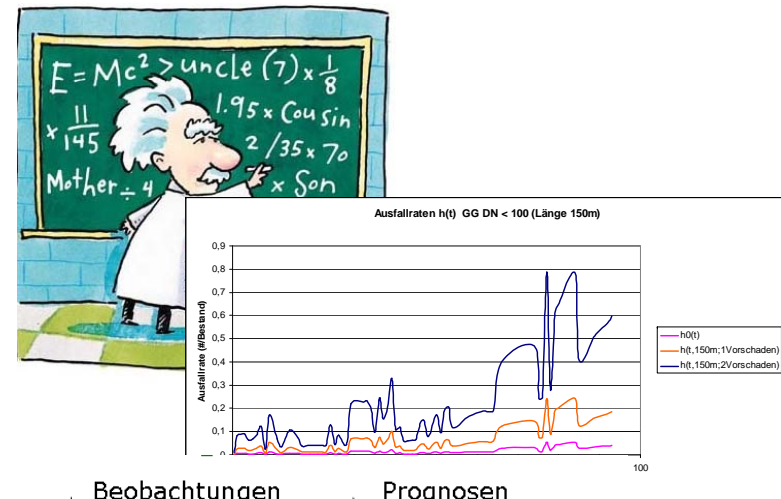 E = Mc² > uncle (7) x 1/8
x 11/145
1.95 x Cousin
2/35 x 70
Mother ÷ 4
x Son
Ausfallraten h(t) GG DN < 100 (Länge 150m)
Ausfallrate (#/Bestand)
0,9
0,8
0,7
0,6
0,5
0,4
0,3
0,2
0,1
0
100
h0(t)
h(t,150m;1Vorschaden)
h(t,150m;2Vorschaden)
Beobachtungen Prognosen